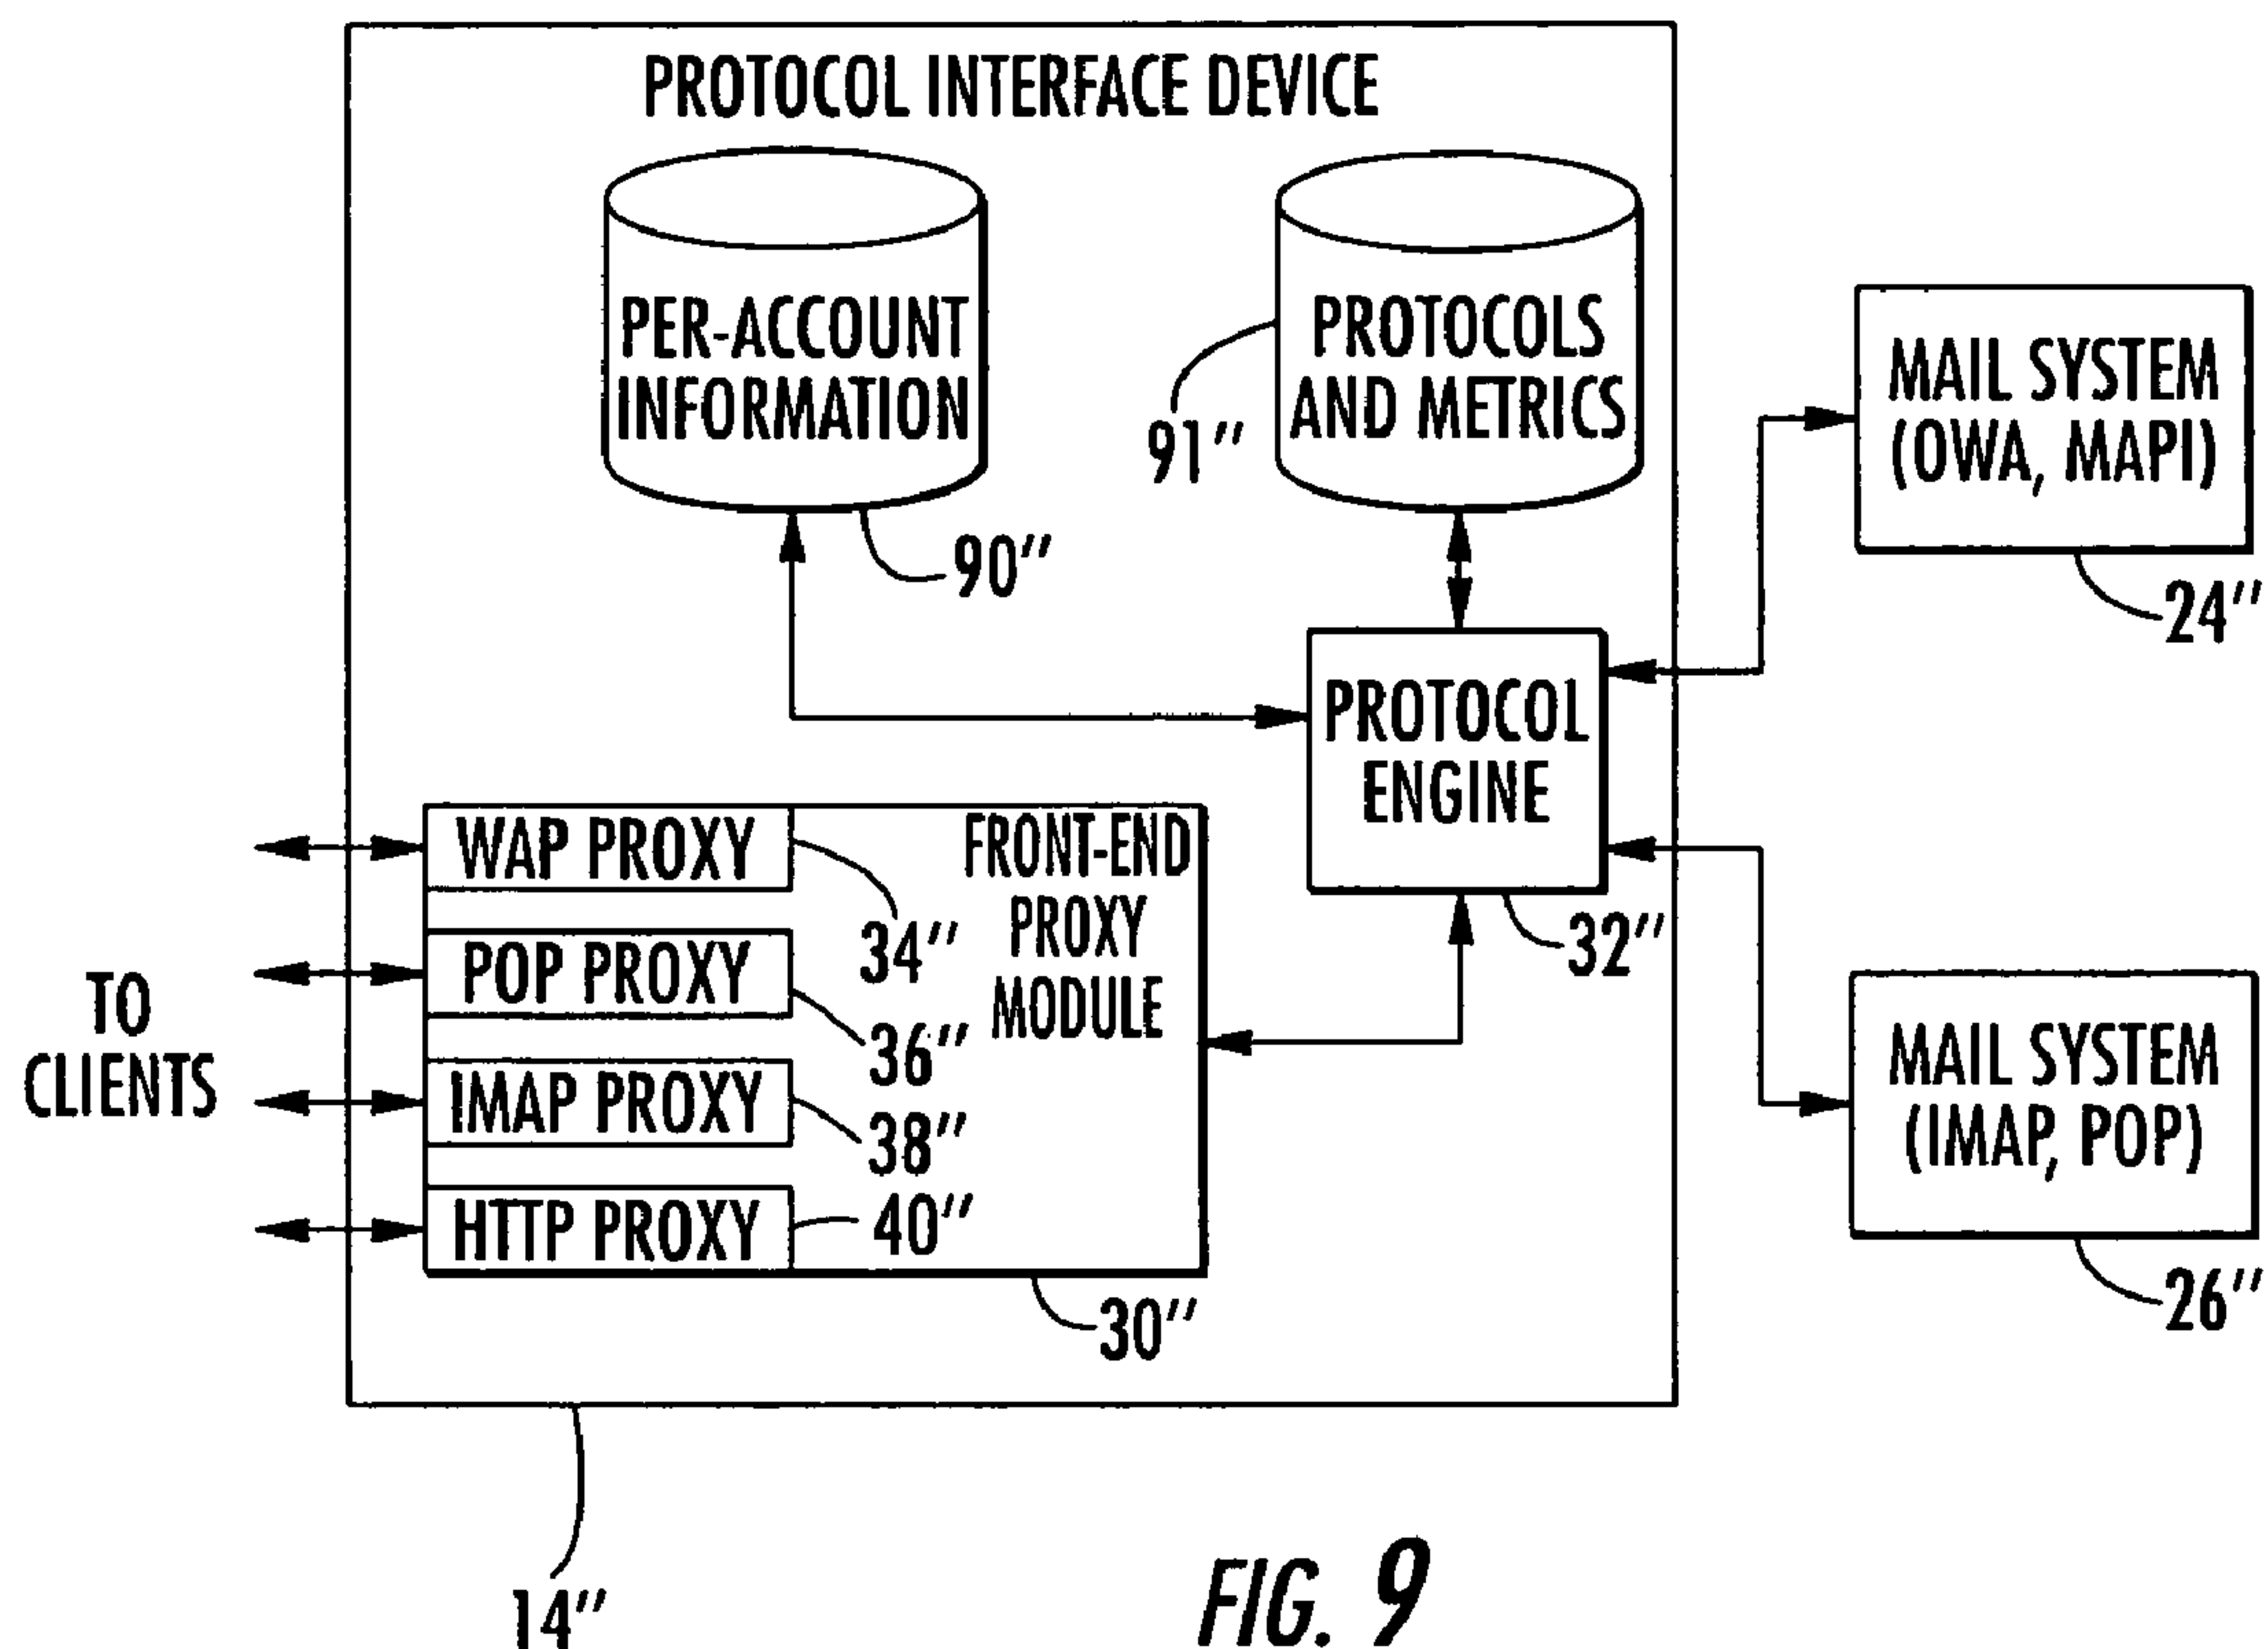 PROTOCOL INTERFACE DEVICE
PER-ACCOUNT
INFORMATION
90″
PROTOCOLS
AND METRICS
91″
MAIL SYSTEM
(OWA, MAPI)
24″
PROTOCOL
ENGINE
32″
TO
CLIENTS
WAP PROXY
34″
POP PROXY
36″
IMAP PROXY
38″
HTTP PROXY
40″
FRONT-END
PROXY
MODULE
30″
MAIL SYSTEM
(IMAP, POP)
26″
14″
FIG. 9